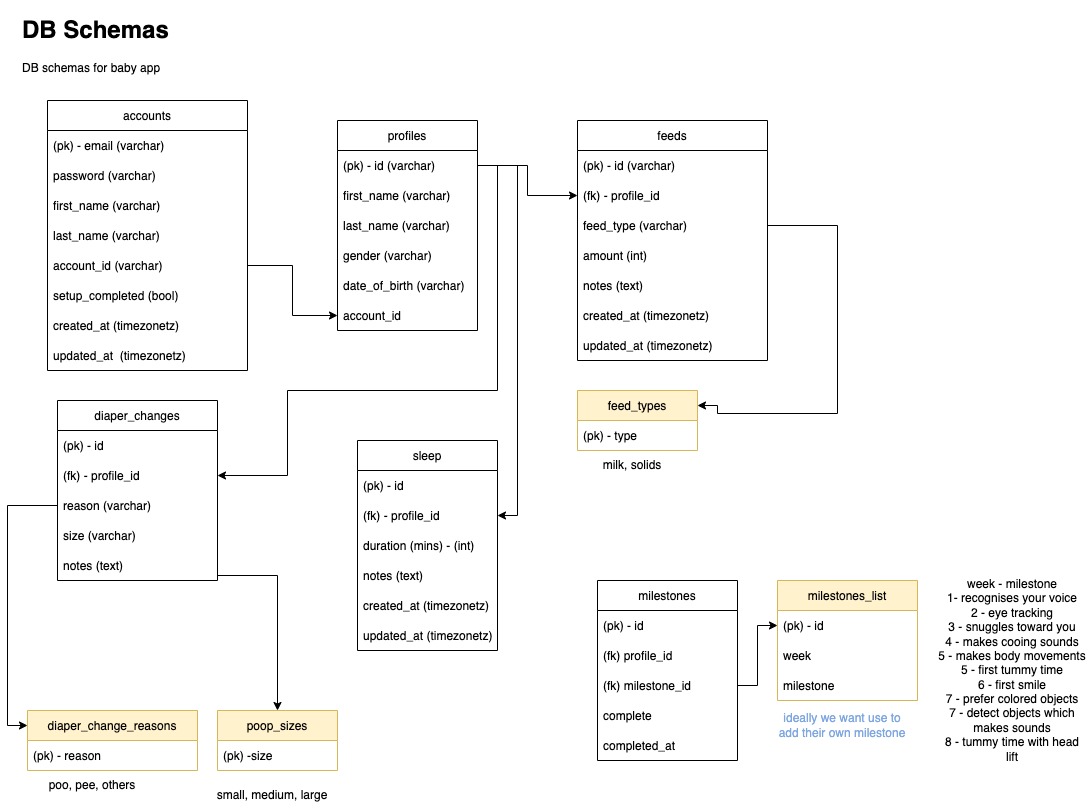 DB Schemas
DB schemas for baby app
accounts
(pk) - email (varchar)
password (varchar)
first_name (varchar)
last_name (varchar)
account_id (varchar)
setup_completed (bool)
created_at (timezonetz)
updated_at  (timezonetz)
profiles
(pk) - id (varchar)
first_name (varchar)
last_name (varchar)
gender (varchar)
date_of_birth (varchar)
account_id
feeds
(pk) - id (varchar)
(fk) - profile_id
feed_type (varchar)
amount (int)
notes (text)
created_at (timezonetz)
updated_at (timezonetz)
feed_types
(pk) - type
milk, solids
diaper_changes
(pk) - id
(fk) - profile_id
reason (varchar)
size (varchar)
notes (text)
sleep
(pk) - id
(fk) - profile_id
duration (mins) - (int)
notes (text)
created_at (timezonetz)
updated_at (timezonetz)
diaper_change_reasons
(pk) - reason
poo, pee, others
poop_sizes
(pk) -size
small, medium, large
milestones
(pk) - id
(fk) profile_id
(fk) milestone_id
complete
completed_at
milestones_list
(pk) - id
week
milestone
ideally we want use to
add their own milestone
week - milestone
1- recognises your voice
2 - eye tracking
3 - snuggles toward you
4 - makes cooing sounds
5 - makes body movements
5 - first tummy time
6 - first smile
7 - prefer colored objects
7 - detect objects which
makes sounds
8 - tummy time with head
lift